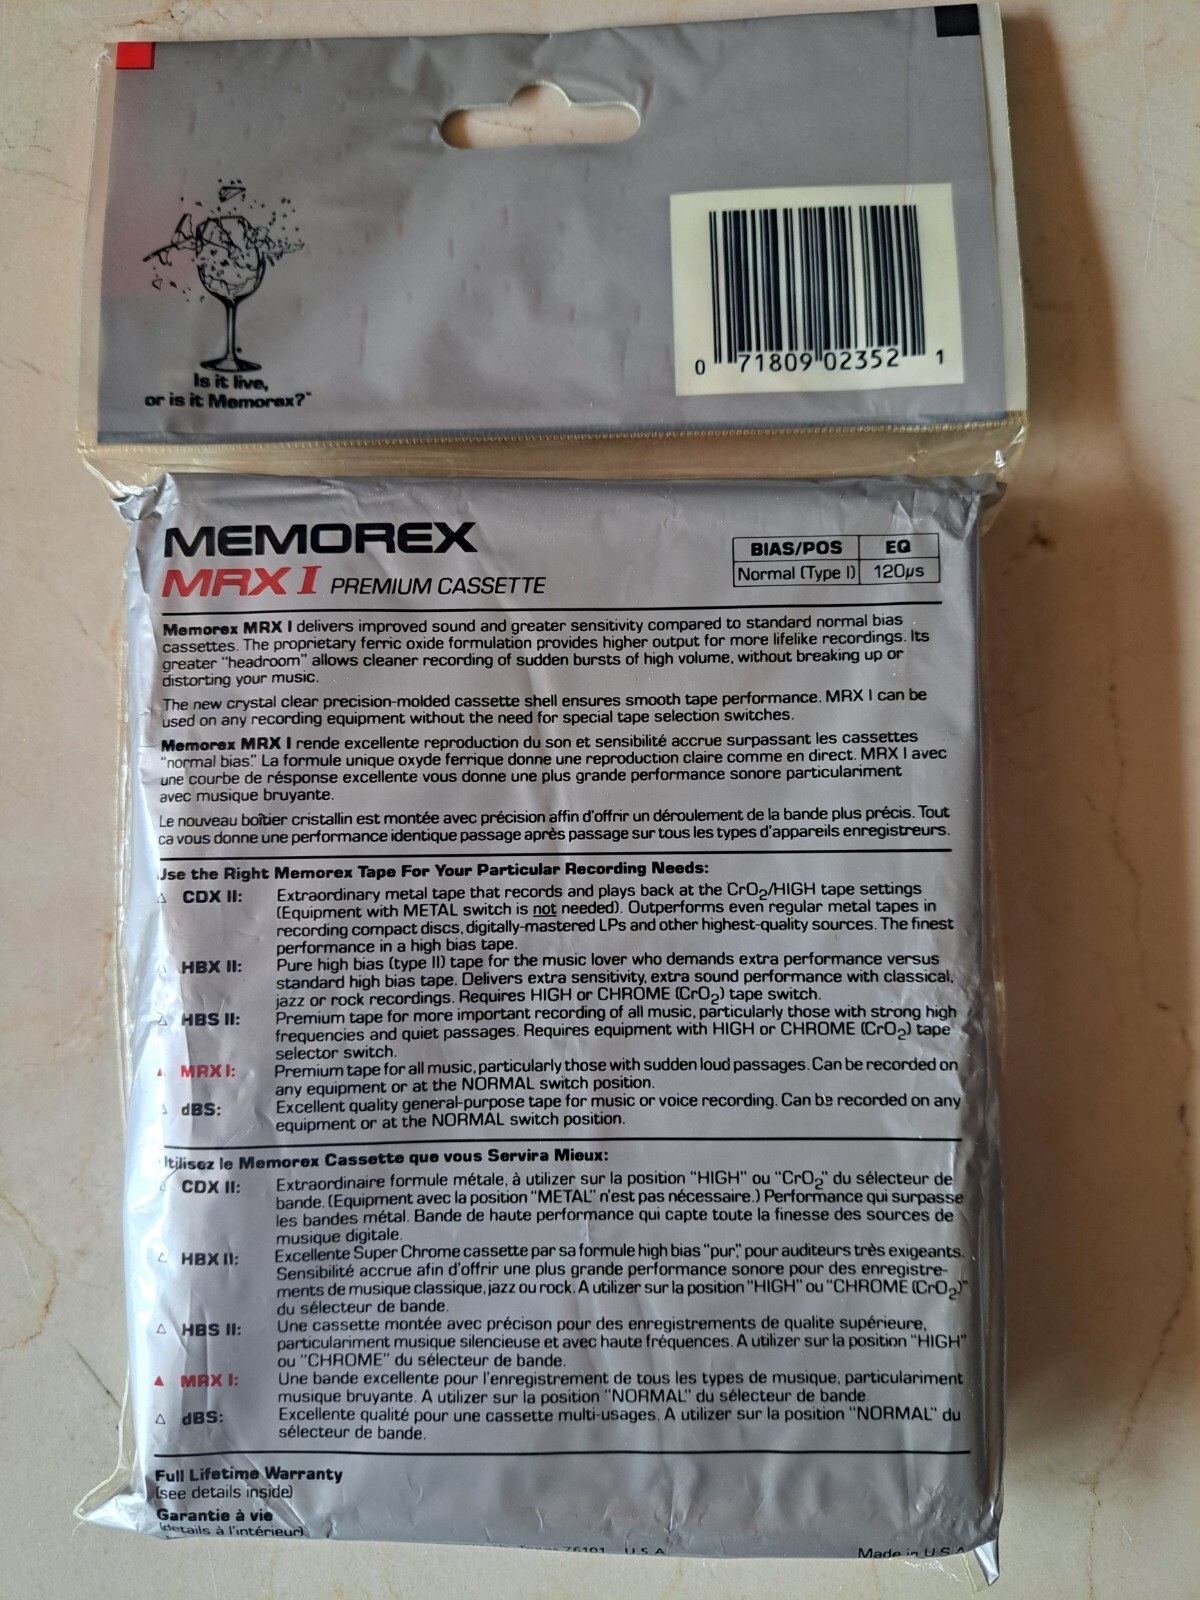 Is it live,
or is it Memorex?™
0 71809 02352 1
MEMOREX
MRX I PREMIUM CASSETTE
BIAS/POS EQ
Normal (Type I) 120µs
Memorex MRX I delivers improved sound and greater sensitivity compared to standard normal bias
cassettes. The proprietary ferric oxide formulation provides higher output for more lifelike recordings. Its
greater "headroom" allows cleaner recording of sudden bursts of high volume, without breaking up or
distorting your music.
The new crystal clear precision-molded cassette shell ensures smooth tape performance. MRX I can be
used on any recording equipment without the need for special tape selection switches.
Memorex MRX I rende excellente reproduction du son et sensibilité accrue surpassant les cassettes
"normal bias." La formule unique oxyde ferrique donne une reproduction claire comme en direct. MRX I avec
une courbe de résponse excellente vous donne une plus grande performance sonore particulariment
avec musique bruyante.
Le nouveau boîtier cristallin est montée avec précision affin d'offrir un déroulement de la bande plus précis. Tout
ca vous donne une performance identique passage après passage sur tous les types d'appareils enregistreurs.
Use the Right Memorex Tape For Your Particular Recording Needs:
△ CDX II: Extraordinary metal tape that records and plays back at the CrO2/HIGH tape settings
(Equipment with METAL switch is not needed). Outperforms even regular metal tapes in
recording compact discs, digitally-mastered LPs and other highest-quality sources. The finest
performance in a high bias tape.
△ HBX II: Pure high bias (type II) tape for the music lover who demands extra performance versus
standard high bias tape. Delivers extra sensitivity, extra sound performance with classical,
jazz or rock recordings. Requires HIGH or CHROME (CrO2) tape switch.
△ HBS II: Premium tape for more important recording of all music, particularly those with strong high
frequencies and quiet passages. Requires equipment with HIGH or CHROME (CrO2) tape
selector switch.
▲ MRX I: Premium tape for all music, particularly those with sudden loud passages. Can be recorded on
any equipment or at the NORMAL switch position.
△ dBS: Excellent quality general-purpose tape for music or voice recording. Can be recorded on any
equipment or at the NORMAL switch position.
Utilisez le Memorex Cassette que vous Servira Mieux:
△ CDX II: Extraordinaire formule métale, à utilizer sur la position "HIGH" ou "CrO2" du sélecteur de
bande. (Equipment avec la position "METAL" n'est pas nécessaire.) Performance qui surpasse
les bandes métal. Bande de haute performance qui capte toute la finesse des sources de
musique digitale.
△ HBX II: Excellente Super Chrome cassette par sa formule high bias "pur," pour auditeurs très exigeants.
Sensibilité accrue afin d'offrir une plus grande performance sonore pour des enregistre-
ments de musique classique, jazz ou rock. A utilizer sur la position "HIGH" ou "CHROME (CrO2)"
du sélecteur de bande.
△ HBS II: Une cassette montée avec précison pour des enregistrements de qualite supérieure,
particulariment musique silencieuse et avec haute fréquences. A utilizer sur la position "HIGH"
ou "CHROME" du sélecteur de bande.
▲ MRX I: Une bande excellente pour l'enregistrement de tous les types de musique, particulariment
musique bruyante. A utilizer sur la position "NORMAL" du sélecteur de bande.
△ dBS: Excellente qualité pour une cassette multi-usages. A utilizer sur la position "NORMAL" du
sélecteur de bande.
Full Lifetime Warranty
(see details inside)
Garantie à vie
(details à l'intérieur)
76101 U.S.A.
Made in U.S.A.